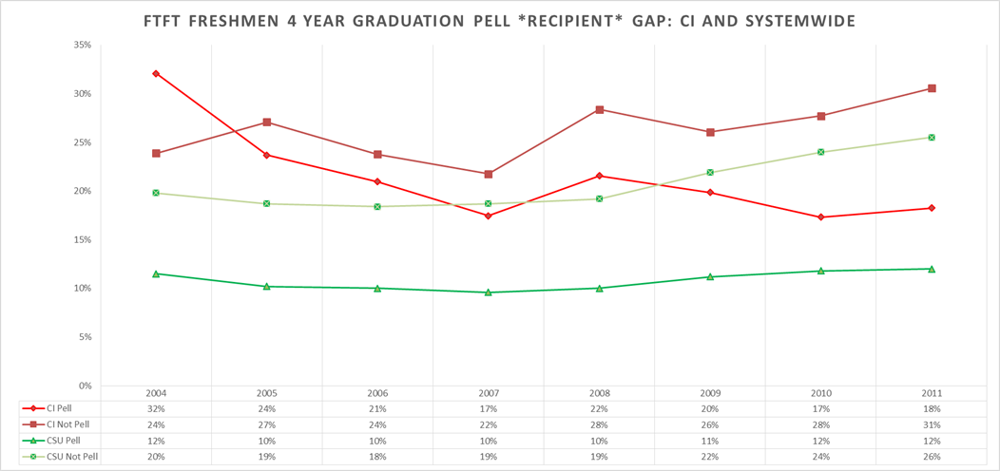 FTFT FRESHMEN 4 YEAR GRADUATION PELL *RECIPIENT* GAP: CI AND SYSTEMWIDE
35%
30%
25%
20%
15%
10%
5%
0%
2004 2005 2006 2007 2008 2009 2010 2011
CI Pell 32% 24% 21% 17% 22% 20% 17% 18%
CI Not Pell 24% 27% 24% 22% 28% 26% 28% 31%
CSU Pell 12% 10% 10% 10% 10% 11% 12% 12%
CSU Not Pell 20% 19% 18% 19% 19% 22% 24% 26%